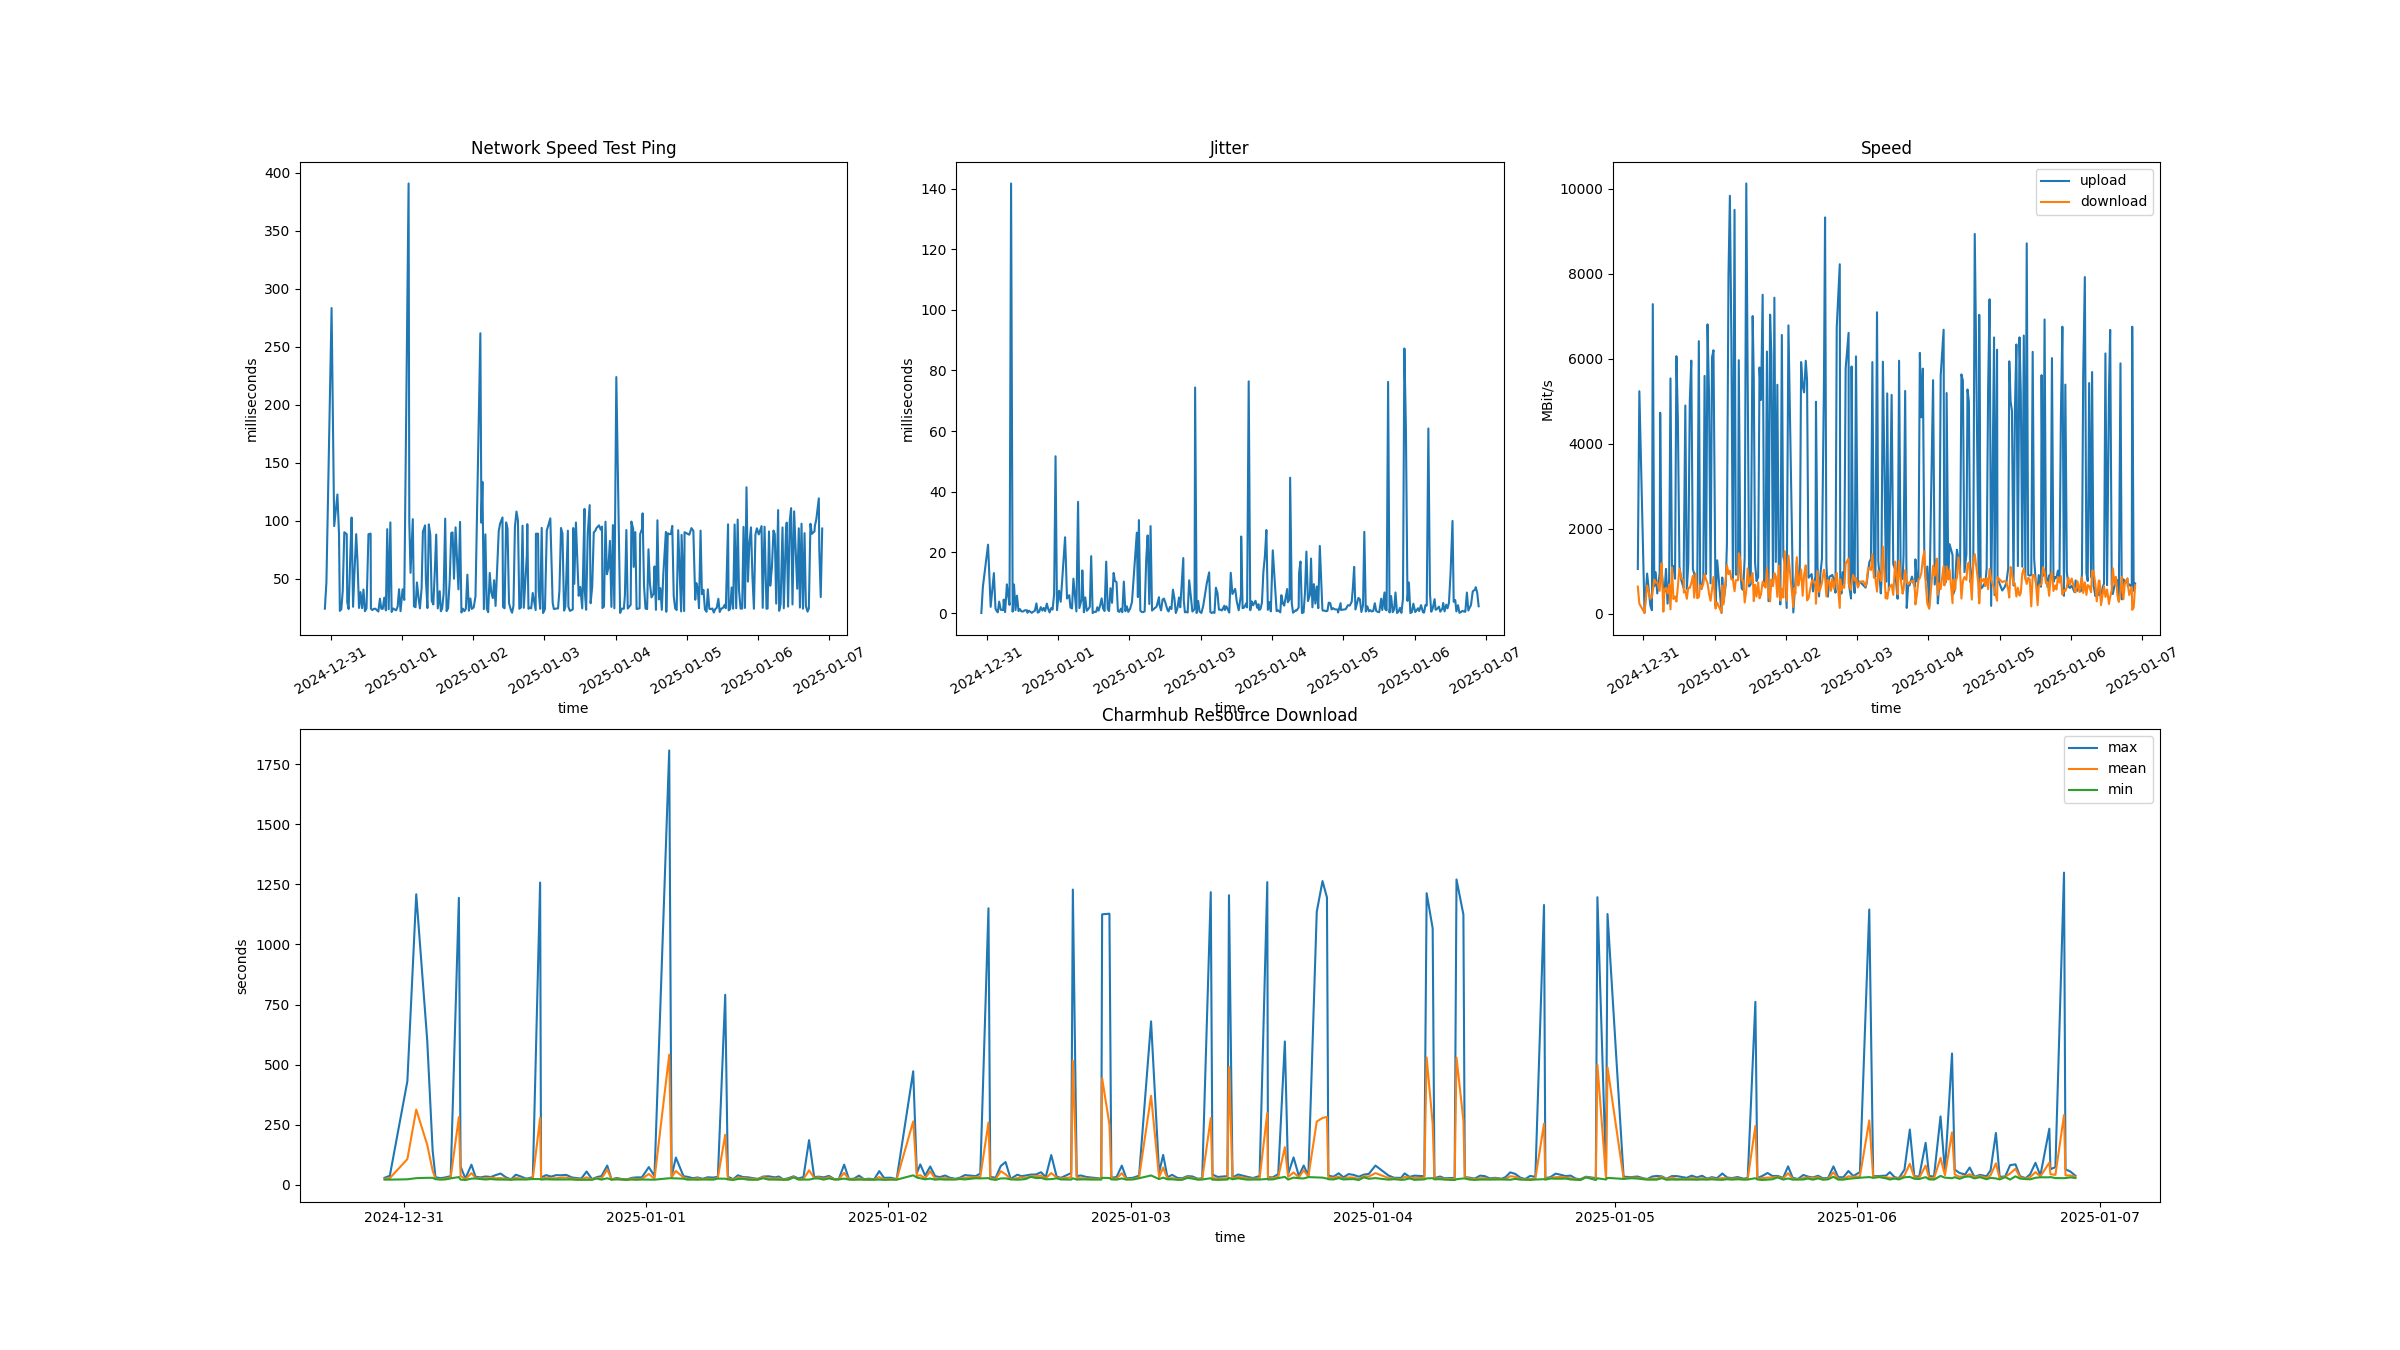 Network Speed Test Ping
400
350
300
250
200
150
100
50
milliseconds
2024-12-31 2025-01-01 2025-01-02 2025-01-03 2025-01-04 2025-01-05 2025-01-06 2025-01-07
time
Jitter
140
120
100
80
60
40
20
0
milliseconds
2024-12-31 2025-01-01 2025-01-02 2025-01-03 2025-01-04 2025-01-05 2025-01-06 2025-01-07
time
Speed
upload
download
10000
8000
6000
4000
2000
0
MBit/s
2024-12-31 2025-01-01 2025-01-02 2025-01-03 2025-01-04 2025-01-05 2025-01-06 2025-01-07
time
Charmhub Resource Download
max
mean
min
1750
1500
1250
1000
750
500
250
0
seconds
2024-12-31 2025-01-01 2025-01-02 2025-01-03 2025-01-04 2025-01-05 2025-01-06 2025-01-07
time